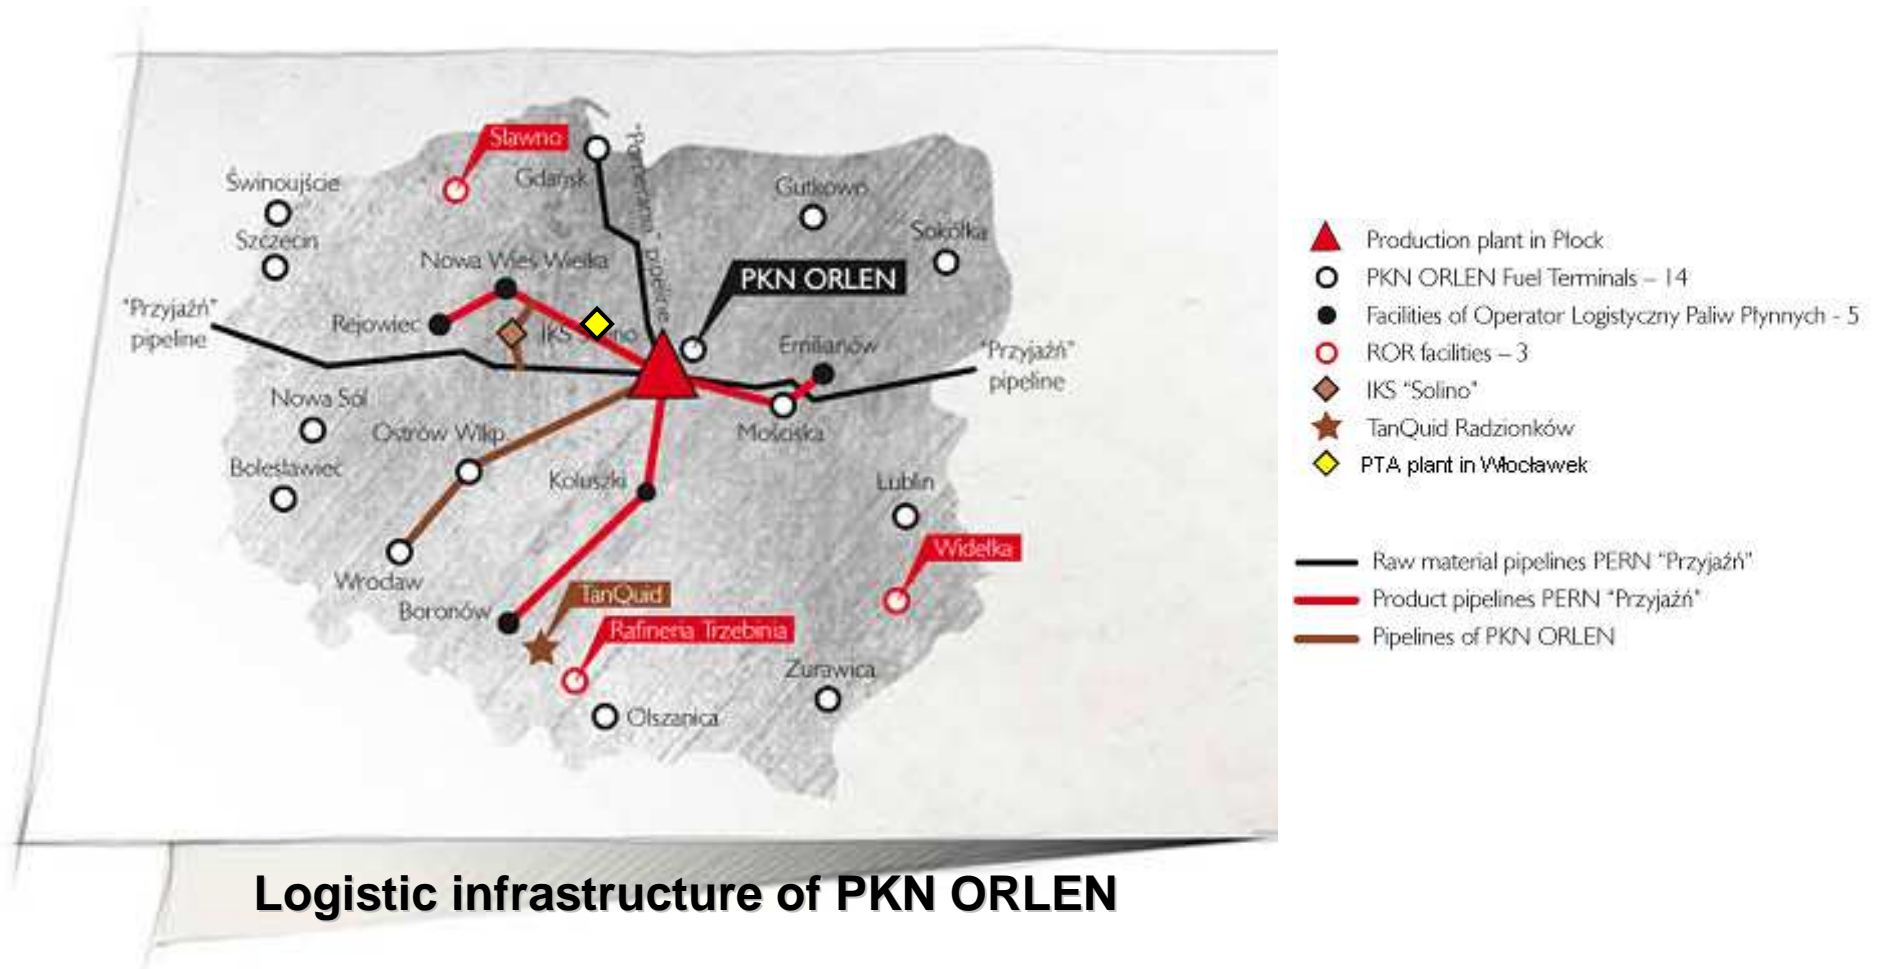 Sławno
"Pomerania" pipeline
Gdańsk
Świnoujście
Gutkowo
Szczecin
Sokółka
Nowa Wieś Wielka
PKN ORLEN
"Przyjaźń"
pipeline
Rejowiec
IKS Solino
Emilianów
"Przyjaźń"
pipeline
Nowa Sól
Ostrów Wlkp.
Mościska
Bolesławiec
Koluszki
Lublin
Widełka
Wrocław
TanQuid
Boronów
Rafineria Trzebinia
Żurawica
Olszanica
Production plant in Płock
PKN ORLEN Fuel Terminals – 14
Facilities of Operator Logistyczny Paliw Płynnych - 5
ROR facilities – 3
IKS "Solino"
TanQuid Radzionków
PTA plant in Włocławek
Raw material pipelines PERN "Przyjaźń"
Product pipelines PERN "Przyjaźń"
Pipelines of PKN ORLEN
Logistic infrastructure of PKN ORLEN